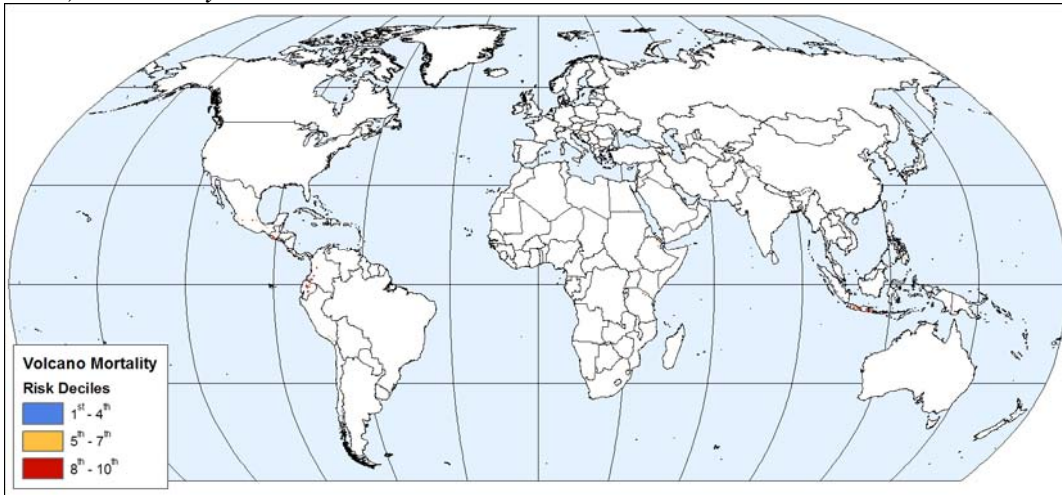 Volcano Mortality
Risk Deciles
1st - 4th
5th - 7th
8th - 10th